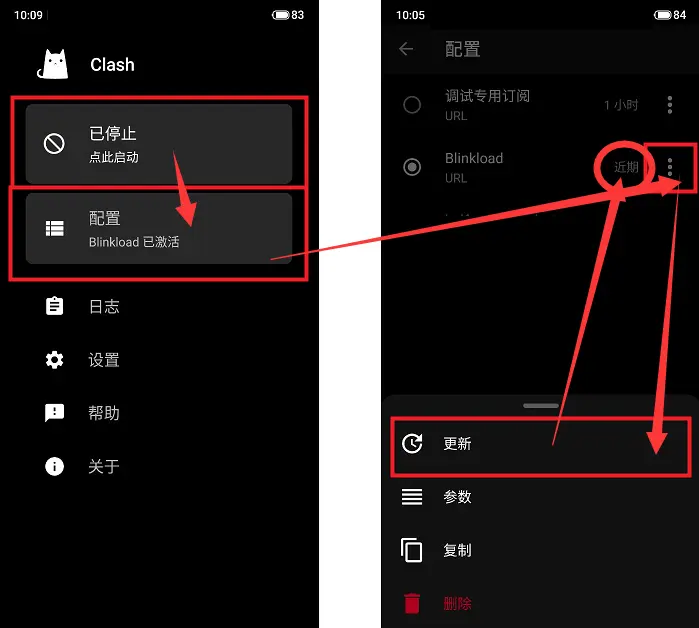 10:09
83
Clash
已停止
点此启动
配置
Blinkload 已激活
日志
设置
帮助
关于
10:05
84
配置
调试专用订阅
URL
1 小时
Blinkload
URL
近期
更新
参数
复制
删除